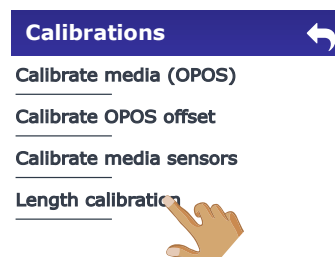 Calibrations
Calibrate media (OPOS)
Calibrate OPOS offset
Calibrate media sensors
Length calibration